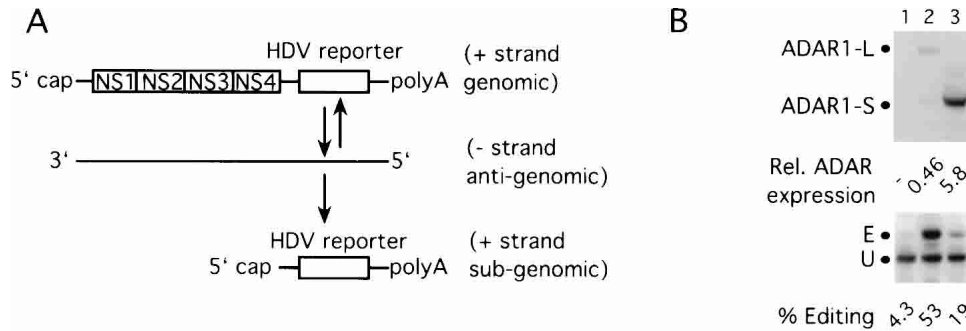 A
HDV reporter
5' cap NS1 NS2 NS3 NS4 polyA
(+ strand
genomic)
3' 5'
(- strand
anti-genomic)
HDV reporter
5' cap polyA
(+ strand
sub-genomic)
B
1 2 3
ADAR1-L
ADAR1-S
Rel. ADAR
expression
- 0.46 5.8
E
U
% Editing
4.3 53 19